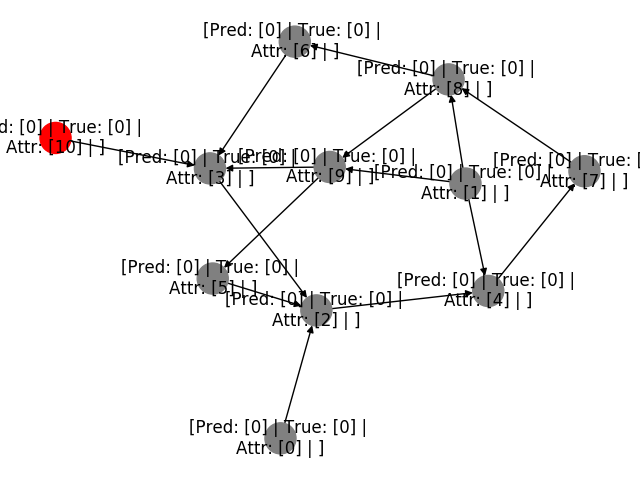 [Pred: [0] | True: [0] |
Attr: [6] | ]
[Pred: [0] | True: [0] |
Attr: [8] | ]
d: [0] | True: [0] |
Attr: [10] | ]
[Pred: [0] | True: [0] |
Attr: [3] | ]
[Pred: [0] | True: [0] |
Attr: [9] | ]
[Pred: [0] | True: [0] |
Attr: [1] | ]
[Pred: [0] | True: [
Attr: [7] | ]
[Pred: [0] | True: [0] |
Attr: [5] | ]
[Pred: [0] | True: [0] |
Attr: [2] | ]
[Pred: [0] | True: [0] |
Attr: [4] | ]
[Pred: [0] | True: [0] |
Attr: [0] | ]